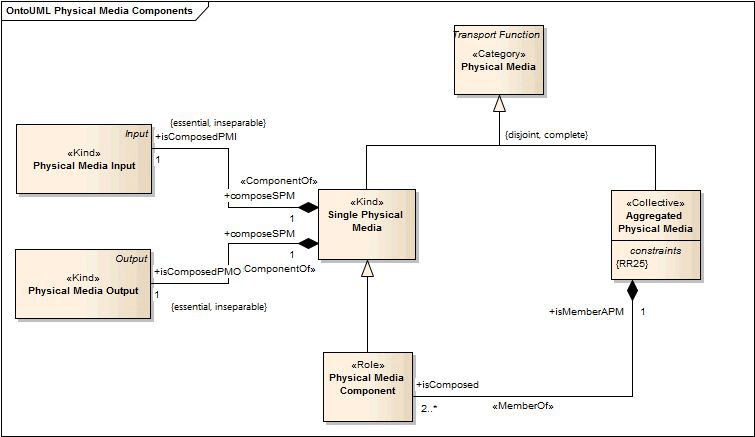 OntoUML Physical Media Components
Transport Function
«Category»
Physical Media
{disjoint, complete}
{essential, inseparable}
Input
+isComposedPMI
«Kind»
Physical Media Input
1
«ComponentOf»
+composeSPM
1
«Kind»
Single Physical
Media
«Collective»
Aggregated
Physical Media
constraints
{RR25}
+composeSPM
1
Output
«Kind»
Physical Media Output
+isComposedPMO
ComponentOf»
1
{essential, inseparable}
+isMemberAPM
1
«Role»
Physical Media
Component
+isComposed
2..*
«MemberOf»